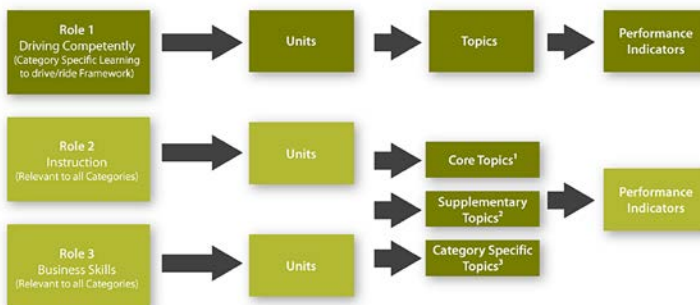 Role 1
Driving Competently
(Category Specific Learning
to drive/ride Framework)
Units
Topics
Performance
Indicators
Role 2
Instruction
(Relevant to all Categories)
Units
Core Topics¹
Supplementary
Topics²
Category Specific
Topics³
Performance
Indicators
Role 3
Business Skills
(Relevant to all Categories)
Units